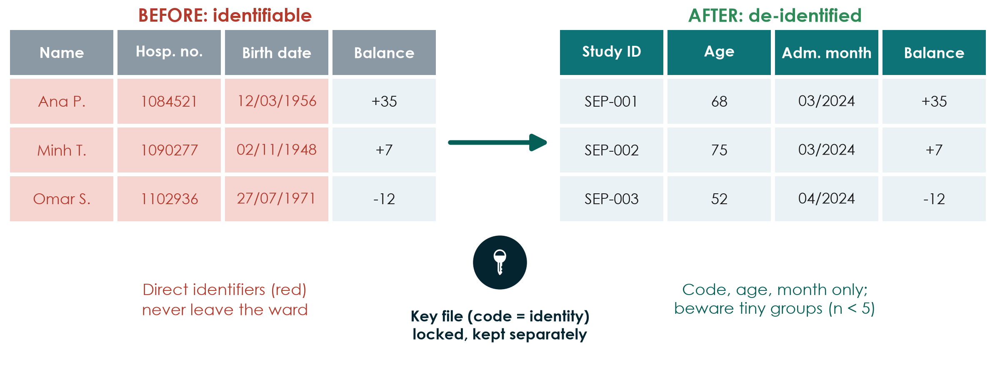 BEFORE: identifiable
Name Hosp. no. Birth date Balance
Ana P. 1084521 12/03/1956 +35
Minh T. 1090277 02/11/1948 +7
Omar S. 1102936 27/07/1971 -12
Direct identifiers (red)
never leave the ward
Key file (code = identity)
locked, kept separately
AFTER: de-identified
Study ID Age Adm. month Balance
SEP-001 68 03/2024 +35
SEP-002 75 03/2024 +7
SEP-003 52 04/2024 -12
Code, age, month only;
beware tiny groups (n < 5)